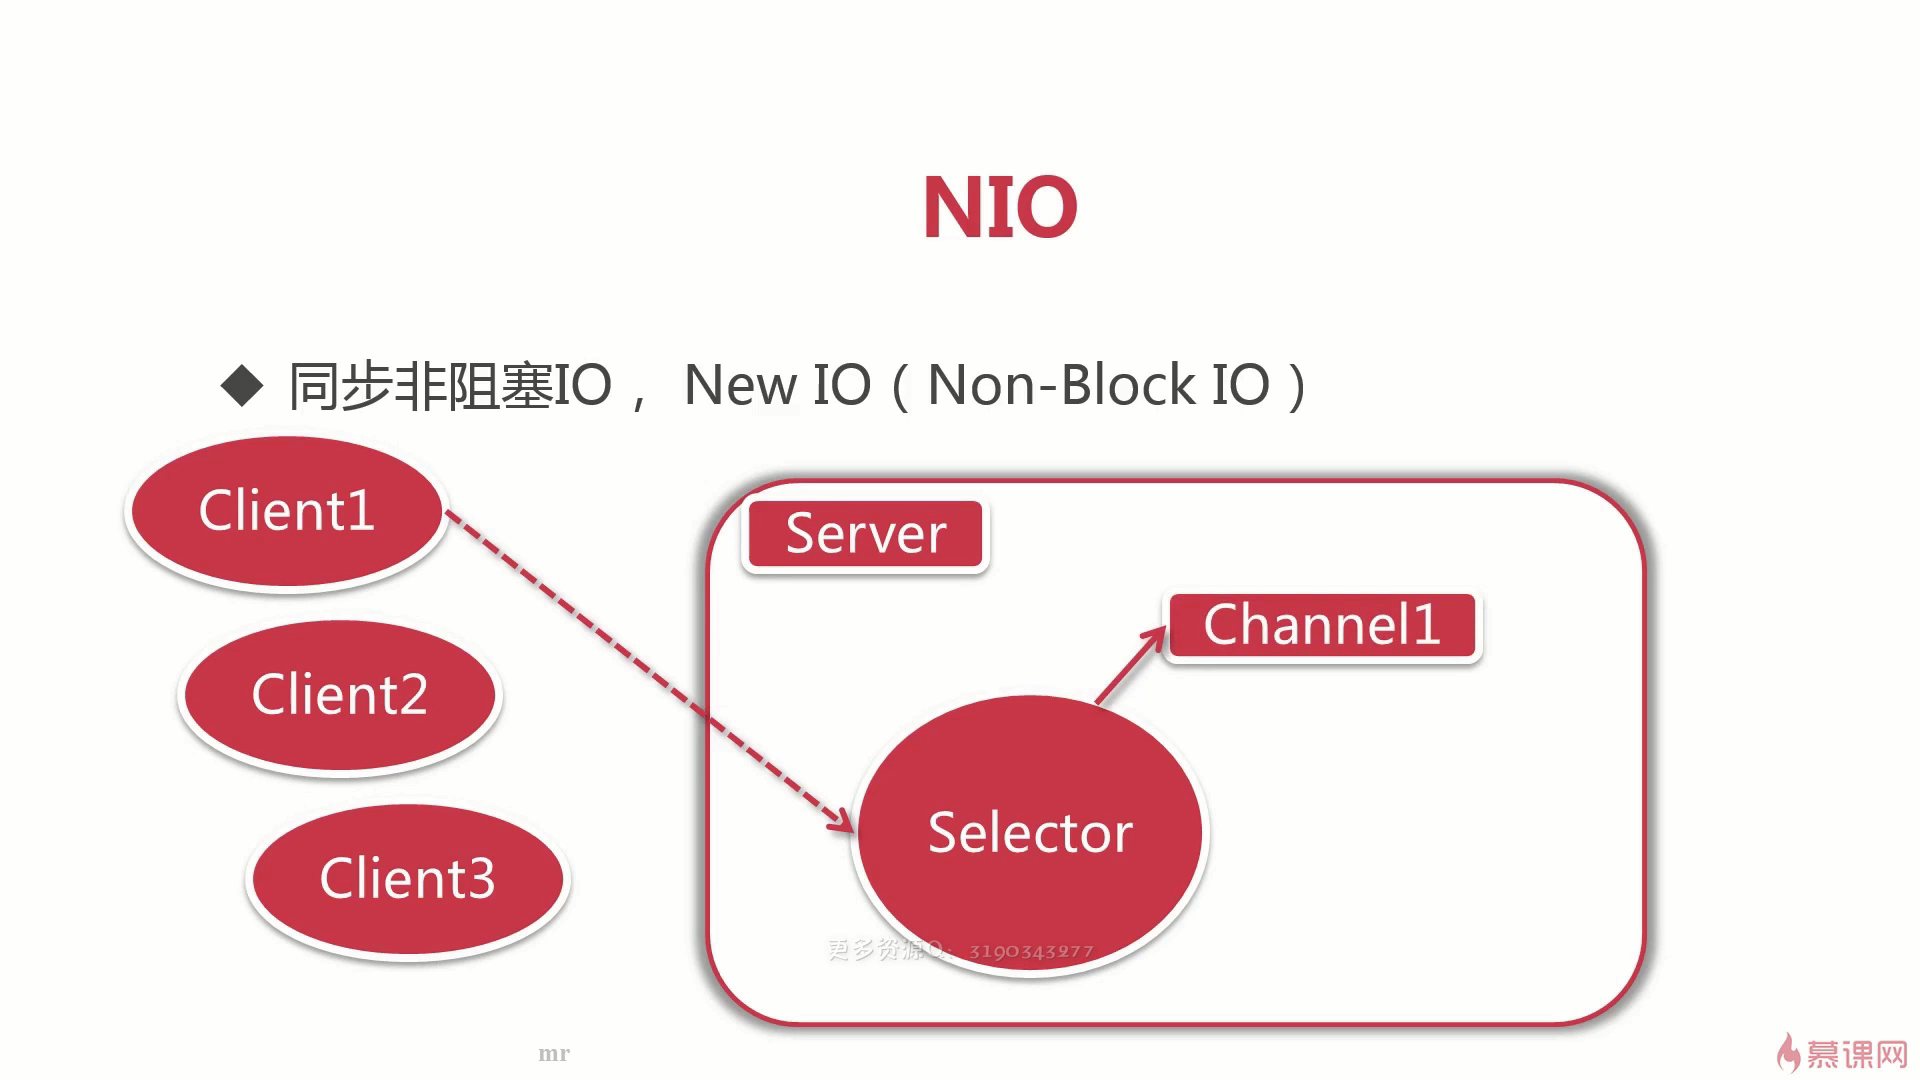 NIO
◆ 同步非阻塞IO， New IO（Non-Block IO）
Client1
Server
Channel1
Client2
Selector
Client3
更多资源Q：3190343277
mr
慕课网